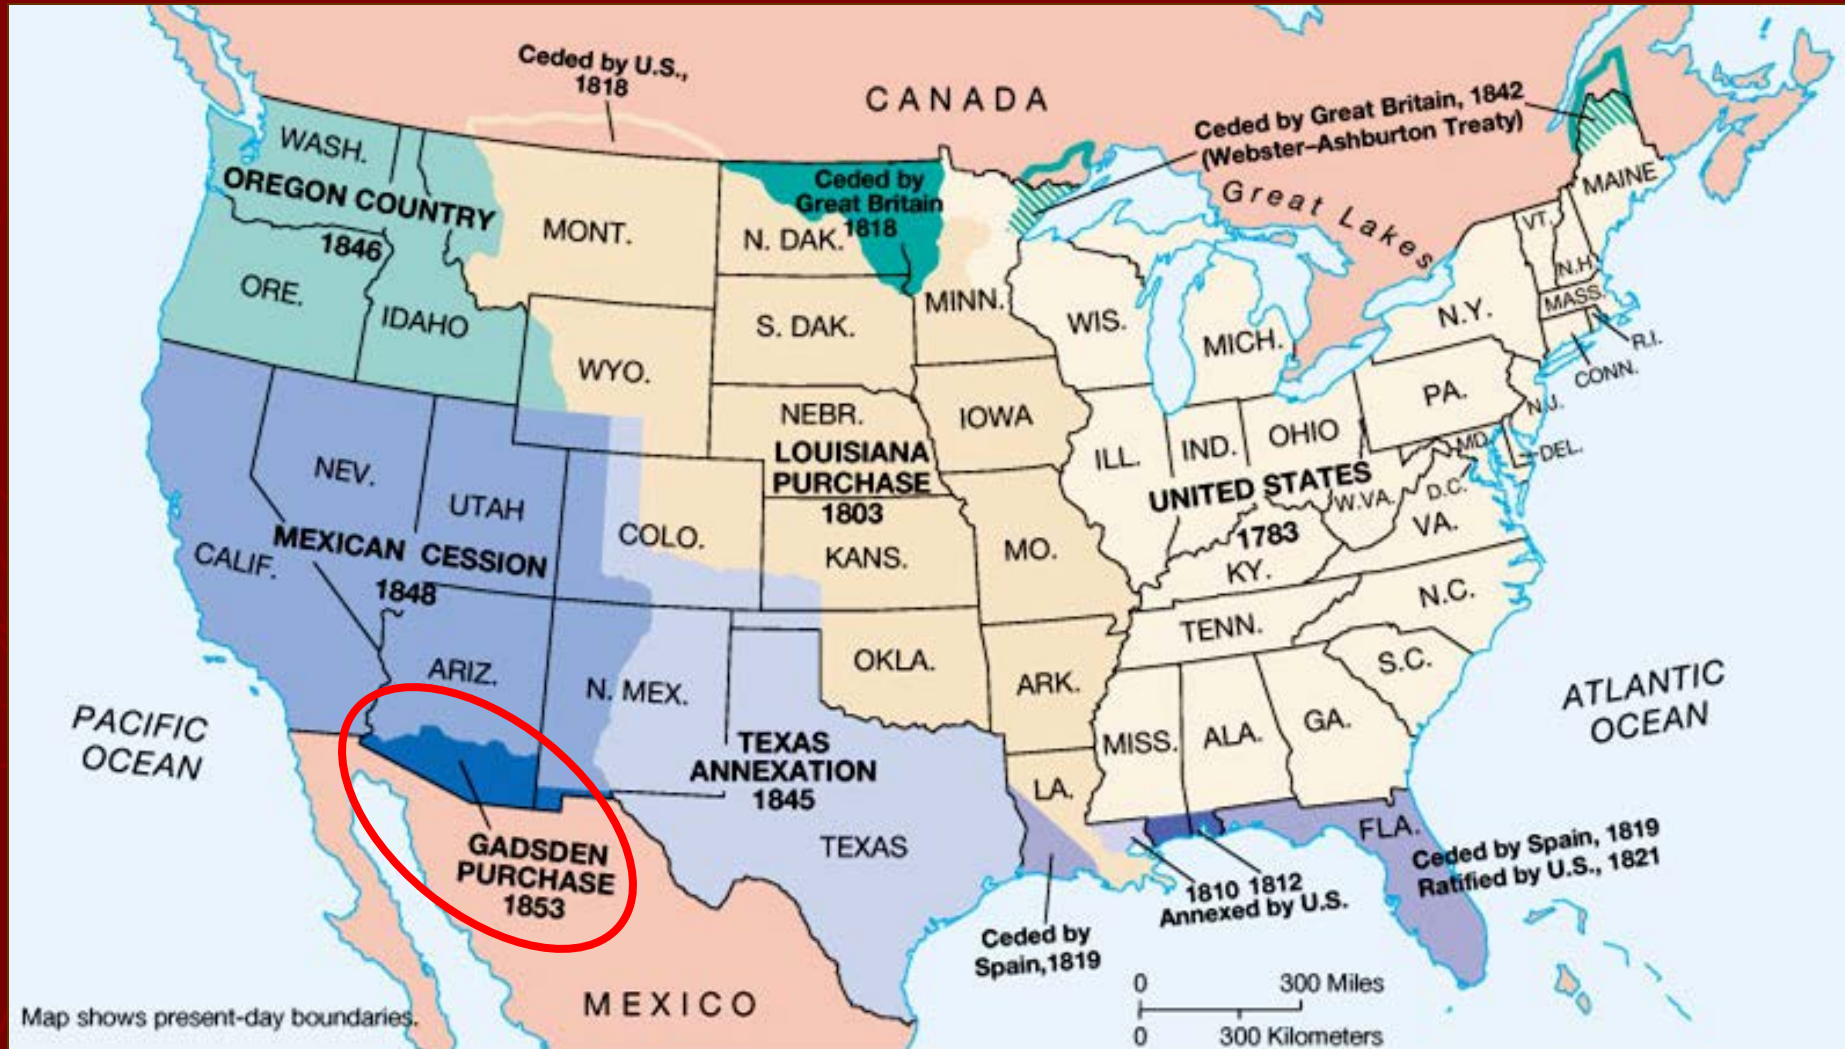 Ceded by U.S.,
1818
CANADA
Ceded by Great Britain, 1842
(Webster–Ashburton Treaty)
Great Lakes
WASH.
OREGON COUNTRY
1846
ORE.
IDAHO
MONT.
WYO.
N. DAK.
Ceded by
Great Britain
1818
S. DAK.
MINN.
WIS.
MICH.
MAINE
VT.
N.H.
MASS.
R.I.
CONN.
N.Y.
PA.
N.J.
MD.
DEL.
D.C.
NEBR.
IOWA
LOUISIANA
PURCHASE
1803
ILL.
IND.
OHIO
UNITED STATES
1783
W.VA.
VA.
KY.
NEV.
UTAH
COLO.
KANS.
MO.
MEXICAN CESSION
1848
CALIF.
ARIZ.
N. MEX.
OKLA.
ARK.
TENN.
N.C.
S.C.
MISS.
ALA.
GA.
LA.
FLA.
PACIFIC
OCEAN
ATLANTIC
OCEAN
TEXAS
ANNEXATION
1845
TEXAS
GADSDEN
PURCHASE
1853
Ceded by
Spain,1819
1810 1812
Annexed by U.S.
Ceded by Spain, 1819
Ratified by U.S., 1821
MEXICO
Map shows present-day boundaries.
0 300 Miles
0 300 Kilometers